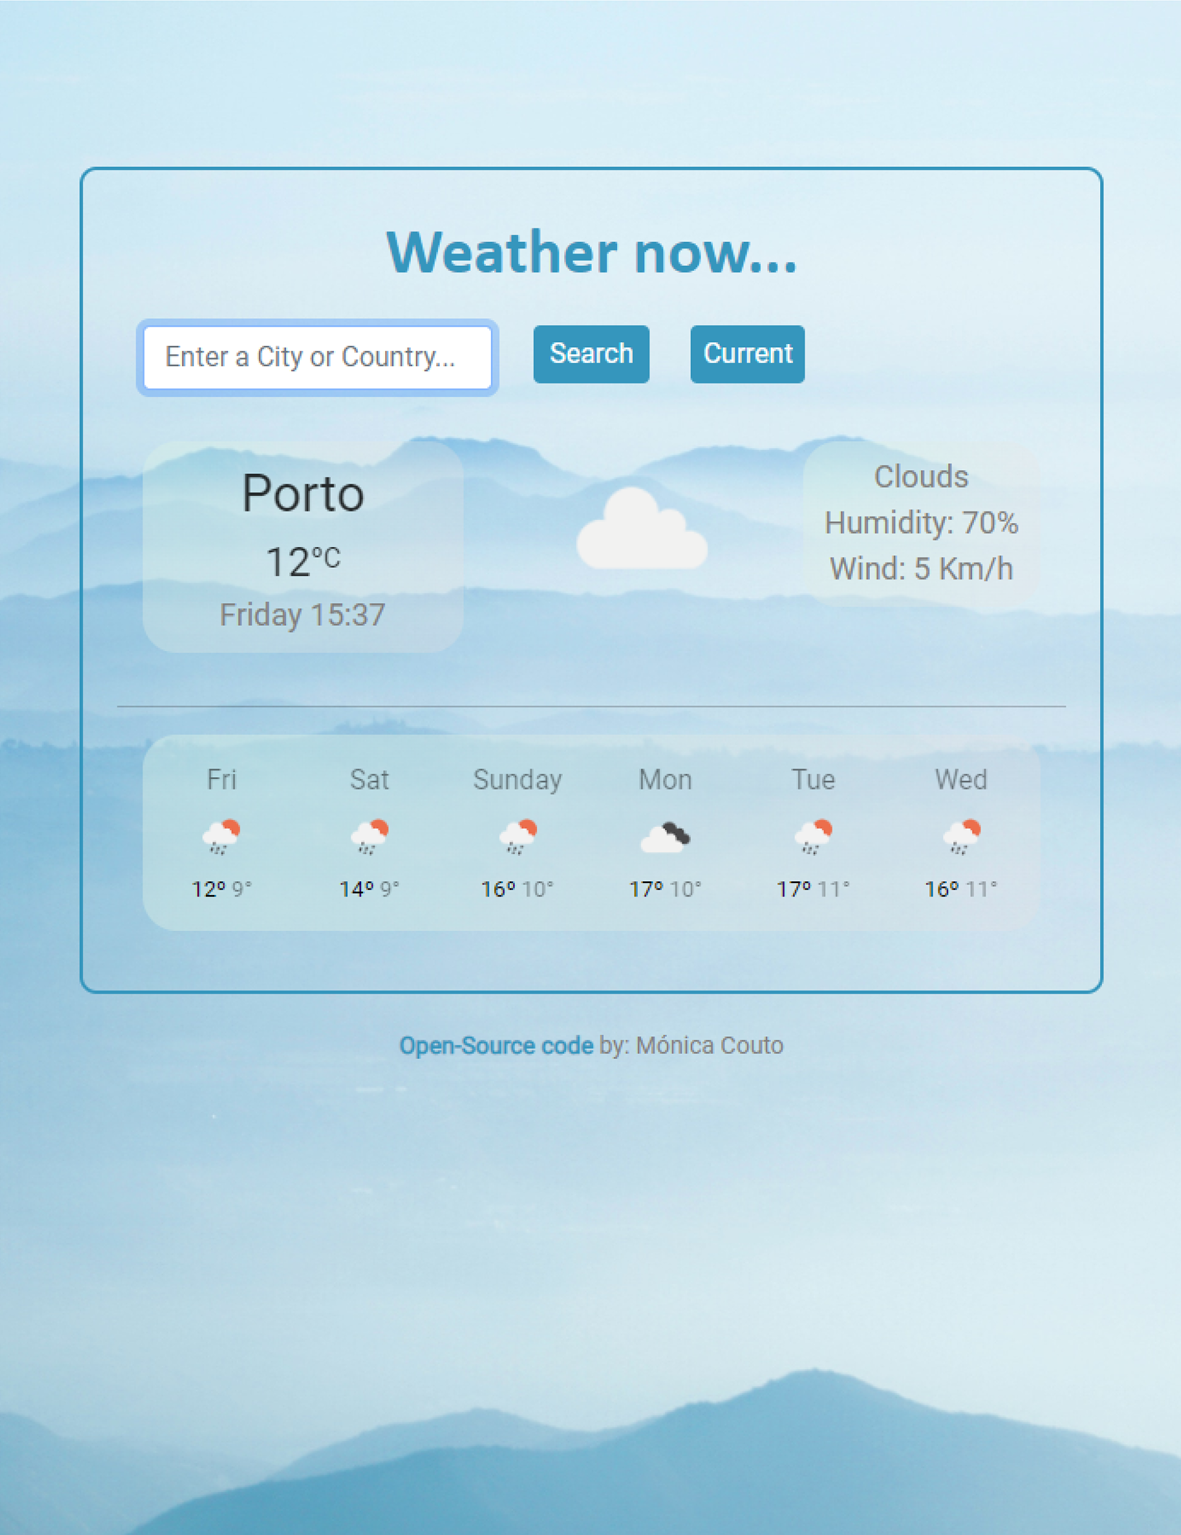 Weather now...
Enter a City or Country...
Search
Current
Porto
12°C
Friday 15:37
Clouds
Humidity: 70%
Wind: 5 Km/h
Fri Sat Sunday Mon Tue Wed
12º 9° 14º 9° 16º 10° 17º 10° 17º 11° 16º 11°
Open-Source code by: Mónica Couto